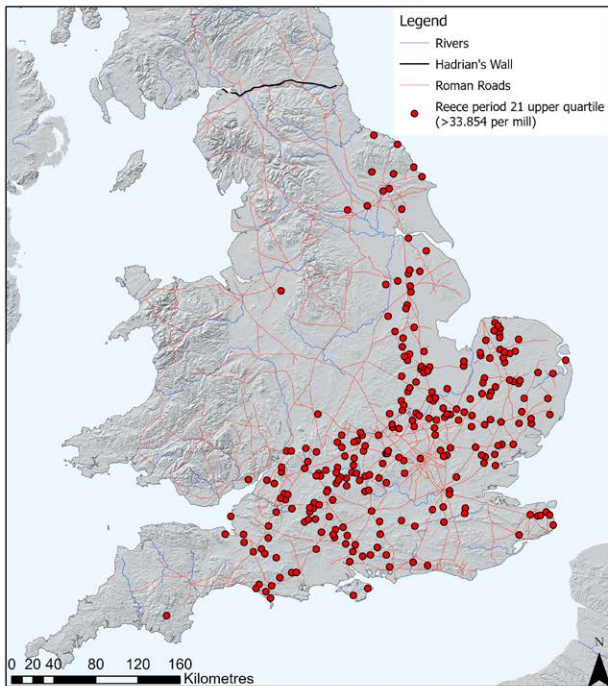 Legend
Rivers
Hadrian's Wall
Roman Roads
Reece period 21 upper quartile
(>33.854 per mill)
N
0 20 40 80 120 160
Kilometres